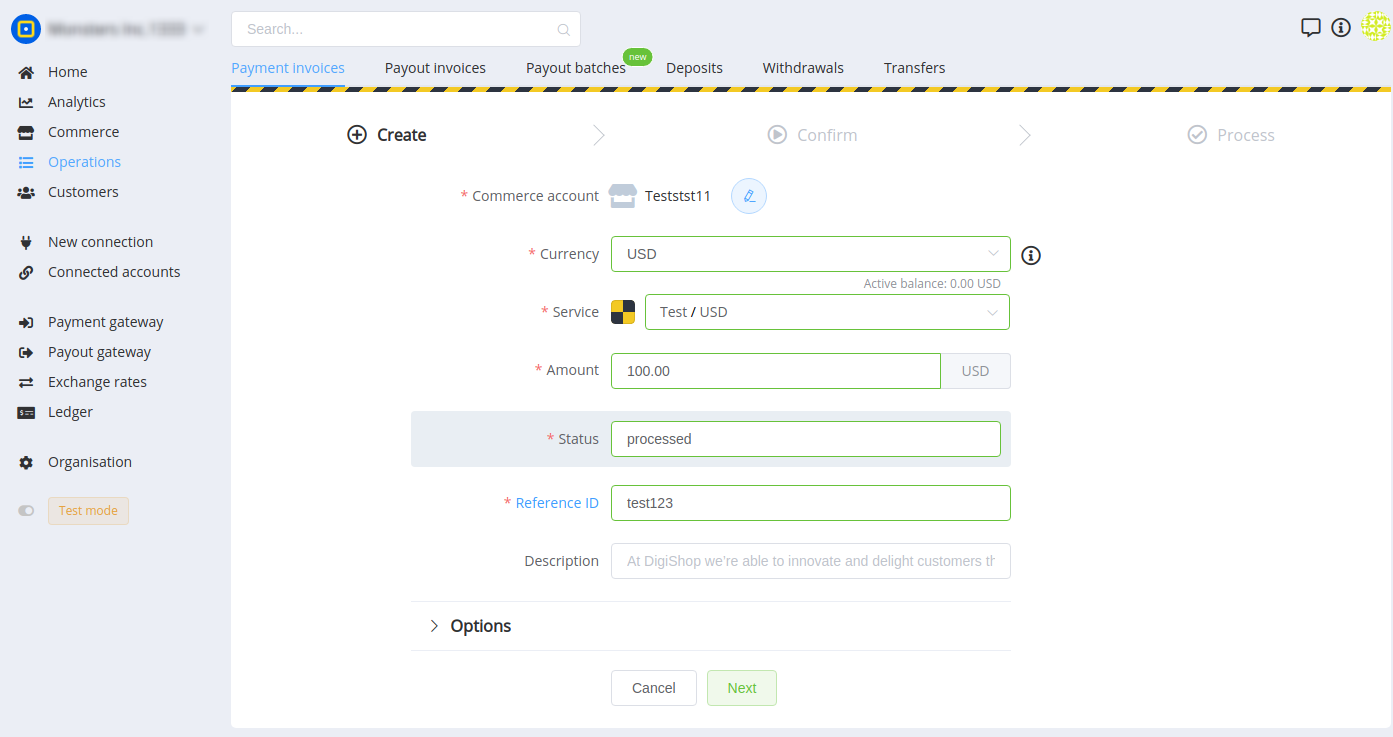 Search...
Home
Analytics
Commerce
Operations
Customers
New connection
Connected accounts
Payment gateway
Payout gateway
Exchange rates
Ledger
Organisation
Test mode
Payment invoices Payout invoices Payout batches new Deposits Withdrawals Transfers
Create Confirm Process
* Commerce account Teststst11
* Currency USD
Active balance: 0.00 USD
* Service Test / USD
* Amount 100.00 USD
* Status processed
* Reference ID test123
Description At DigiShop we're able to innovate and delight customers th
Options
Cancel Next